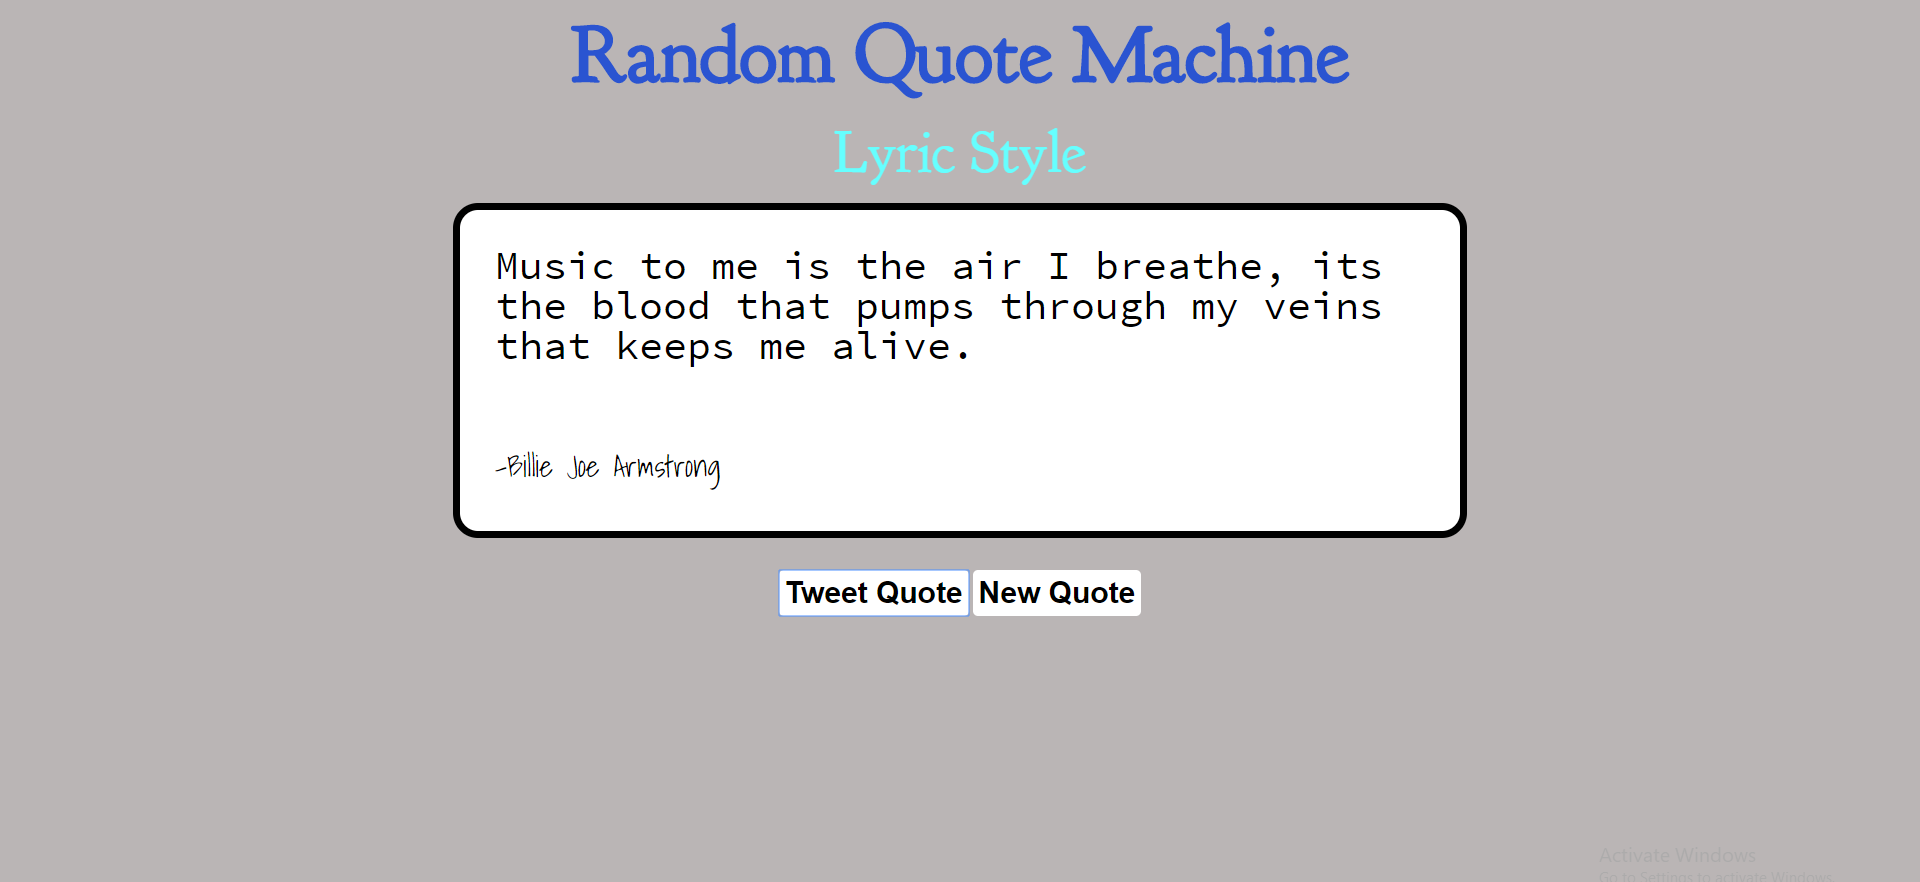 Random Quote Machine
Lyric Style
Music to me is the air I breathe, its
the blood that pumps through my veins
that keeps me alive.
-Billie Joe Armstrong
Tweet Quote
New Quote
Activate Windows
Go to Settings to activate Windows.